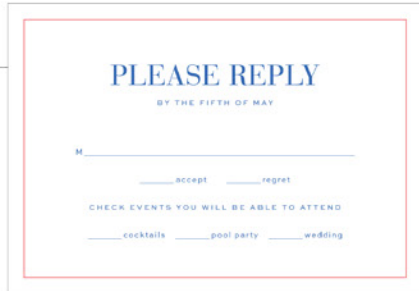 PLEASE REPLY
BY THE FIFTH OF MAY
M
accept regret
CHECK EVENTS YOU WILL BE ABLE TO ATTEND
cocktails pool party wedding